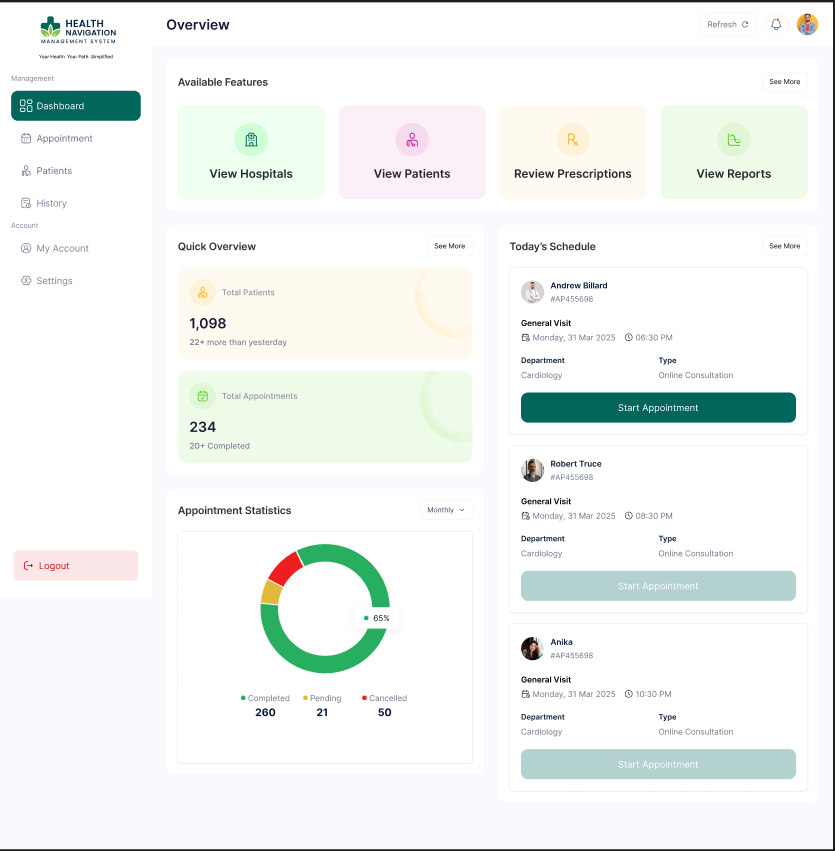 HEALTH
NAVIGATION
MANAGEMENT SYSTEM
Your Health. Your Path .Simplified
Management
Dashboard
Appointment
Patients
History
Account
My Account
Settings
Logout
Overview
Refresh
Available Features
See More
View Hospitals
View Patients
Review Prescriptions
View Reports
Quick Overview
See More
Total Patients
1,098
22+ more than yesterday
Total Appointments
234
20+ Completed
Appointment Statistics
Monthly
65%
Completed Pending Cancelled
260 21 50
Today's Schedule
See More
Andrew Billard
#AP455698
General Visit
Monday, 31 Mar 2025 06:30 PM
Department Type
Cardiology Online Consultation
Start Appointment
Robert Truce
#AP455698
General Visit
Monday, 31 Mar 2025 08:30 PM
Department Type
Cardiology Online Consultation
Start Appointment
Anika
#AP455698
General Visit
Monday, 31 Mar 2025 10:30 PM
Department Type
Cardiology Online Consultation
Start Appointment